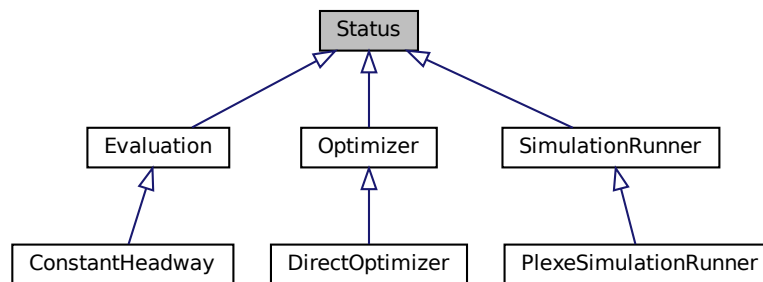 Status
Evaluation
Optimizer
SimulationRunner
ConstantHeadway
DirectOptimizer
PlexeSimulationRunner